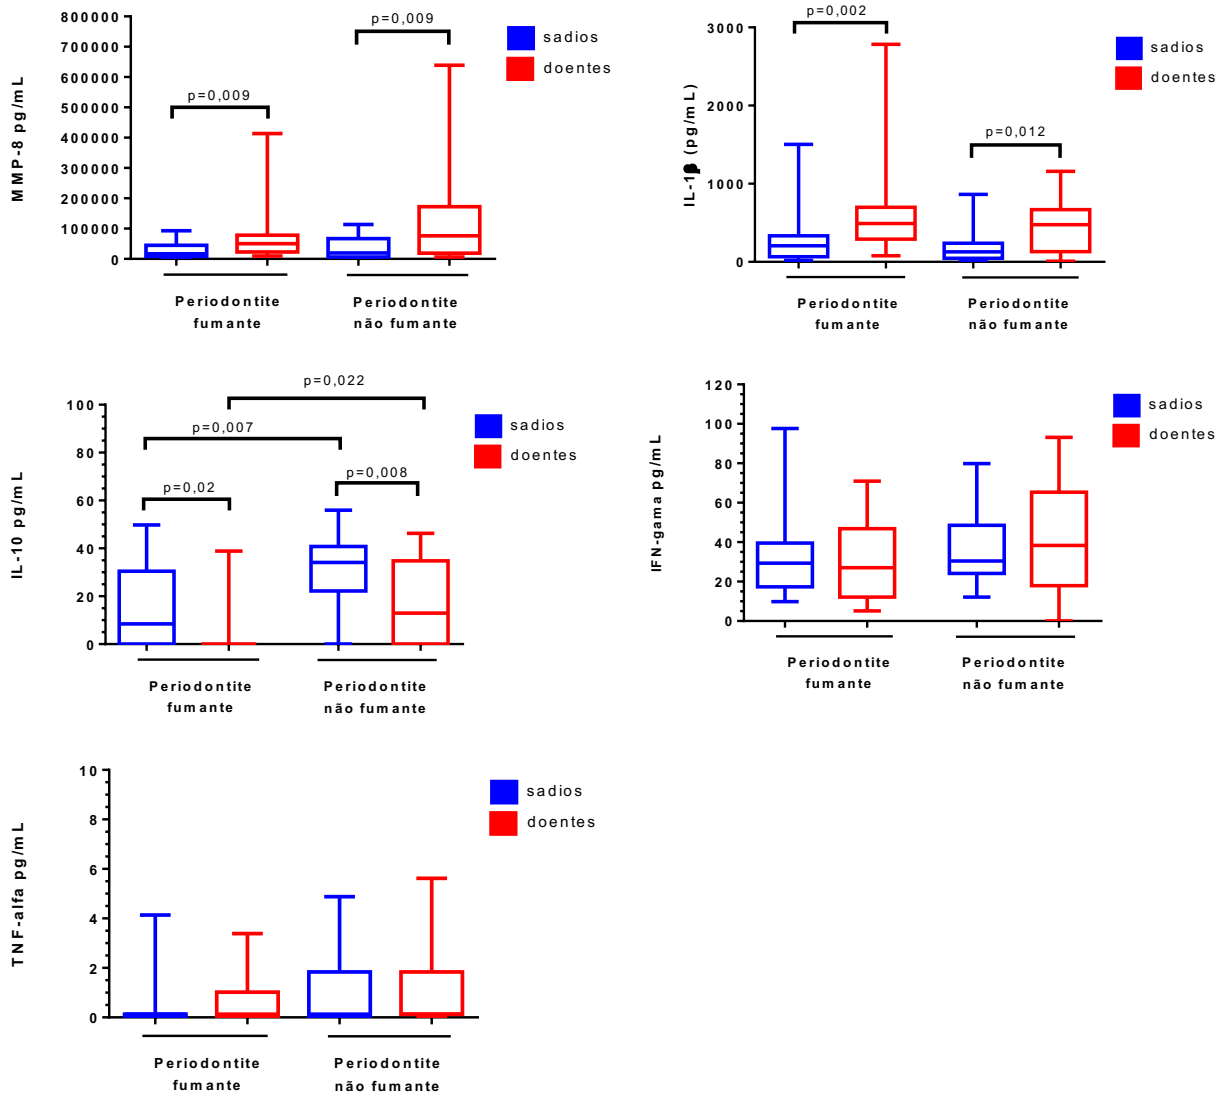 MMP-8 pg/mL
800000
700000
600000
500000
400000
300000
200000
100000
0
p=0,009
p=0,009
sadios
doentes
Periodontite
fumante
Periodontite
não fumante
IL-1β (pg/mL)
3000
2000
1000
0
p=0,002
p=0,012
sadios
doentes
Periodontite
fumante
Periodontite
não fumante
IL-10 pg/mL
100
80
60
40
20
0
p=0,022
p=0,007
p=0,02
p=0,008
sadios
doentes
Periodontite
fumante
Periodontite
não fumante
IFN-gama pg/mL
120
100
80
60
40
20
0
sadios
doentes
Periodontite
fumante
Periodontite
não fumante
TNF-alfa pg/mL
10
8
6
4
2
0
sadios
doentes
Periodontite
fumante
Periodontite
não fumante